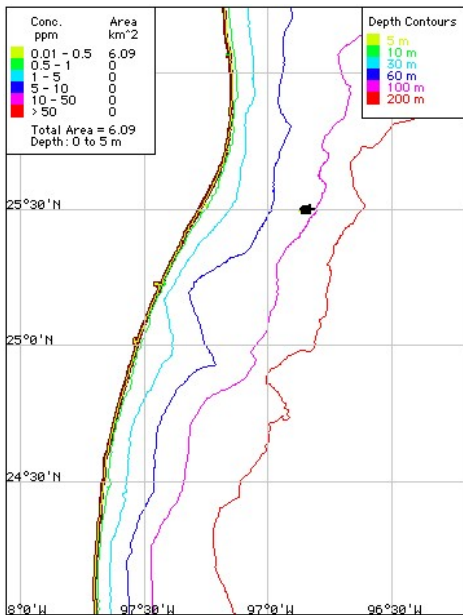 Conc. Area
ppm km^2
0.01 - 0.5 6.09
0.5 - 1 0
1 - 5 0
5 - 10 0
10 - 50 0
> 50 0
Total Area = 6.09
Depth: 0 to 5 m
Depth Contours
5 m
10 m
30 m
60 m
100 m
200 m
25°30'N
25°0'N
24°30'N
8°0'W 97°30'W 97°0'W 96°30'W